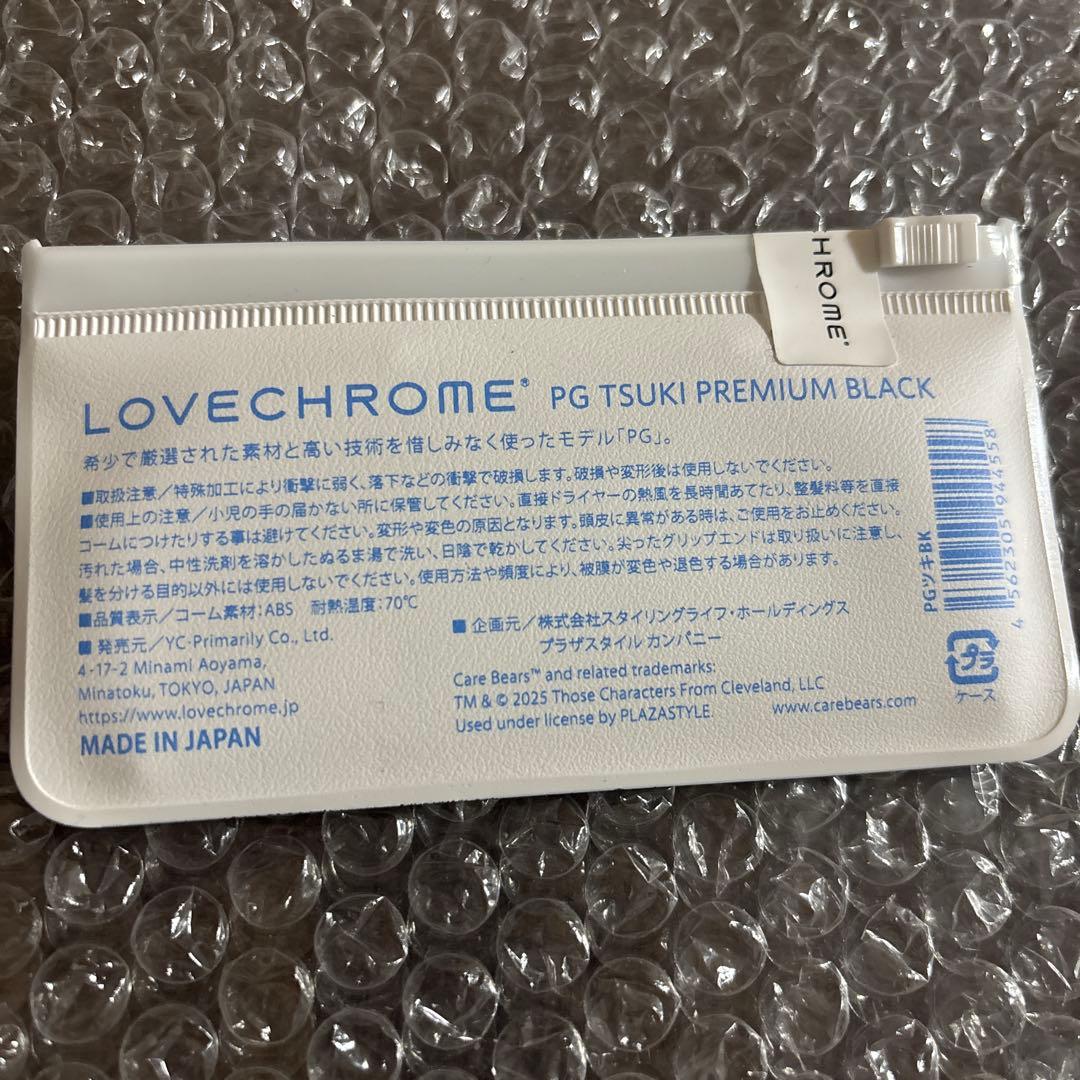 HROME®
LOVECHROME® PG TSUKI PREMIUM BLACK
希少で厳選された素材と高い技術を惜しみなく使ったモデル「PG」。
■取扱注意／特殊加工により衝撃に弱く、落下などの衝撃で破損します。破損や変形後は使用しないでください。
■使用上の注意／小児の手の届かない所に保管してください。直接ドライヤーの熱風を長時間あてたり、整髪料等を直接
コームにつけたりする事は避けてください。変形や変色の原因となります。頭皮に異常がある時は、ご使用をお止めください。
汚れた場合、中性洗剤を溶かしたぬるま湯で洗い、日陰で乾かしてください。尖ったグリップエンドは取り扱いに注意し、
髪を分ける目的以外には使用しないでください。使用方法や頻度により、被膜が変色や退色する場合があります。
■品質表示／コーム素材:ABS 耐熱温度:70℃
■発売元／YC-Primarily Co., Ltd.
4-17-2 Minami Aoyama,
Minatoku, TOKYO, JAPAN
https://www.lovechrome.jp
MADE IN JAPAN
■企画元／株式会社スタイリングライフ・ホールディングス
プラザスタイル カンパニー
Care Bears™ and related trademarks:
TM & © 2025 Those Characters From Cleveland, LLC
Used under license by PLAZASTYLE. www.carebears.com
PGツキBK
4 562305 944558
プラ
ケース